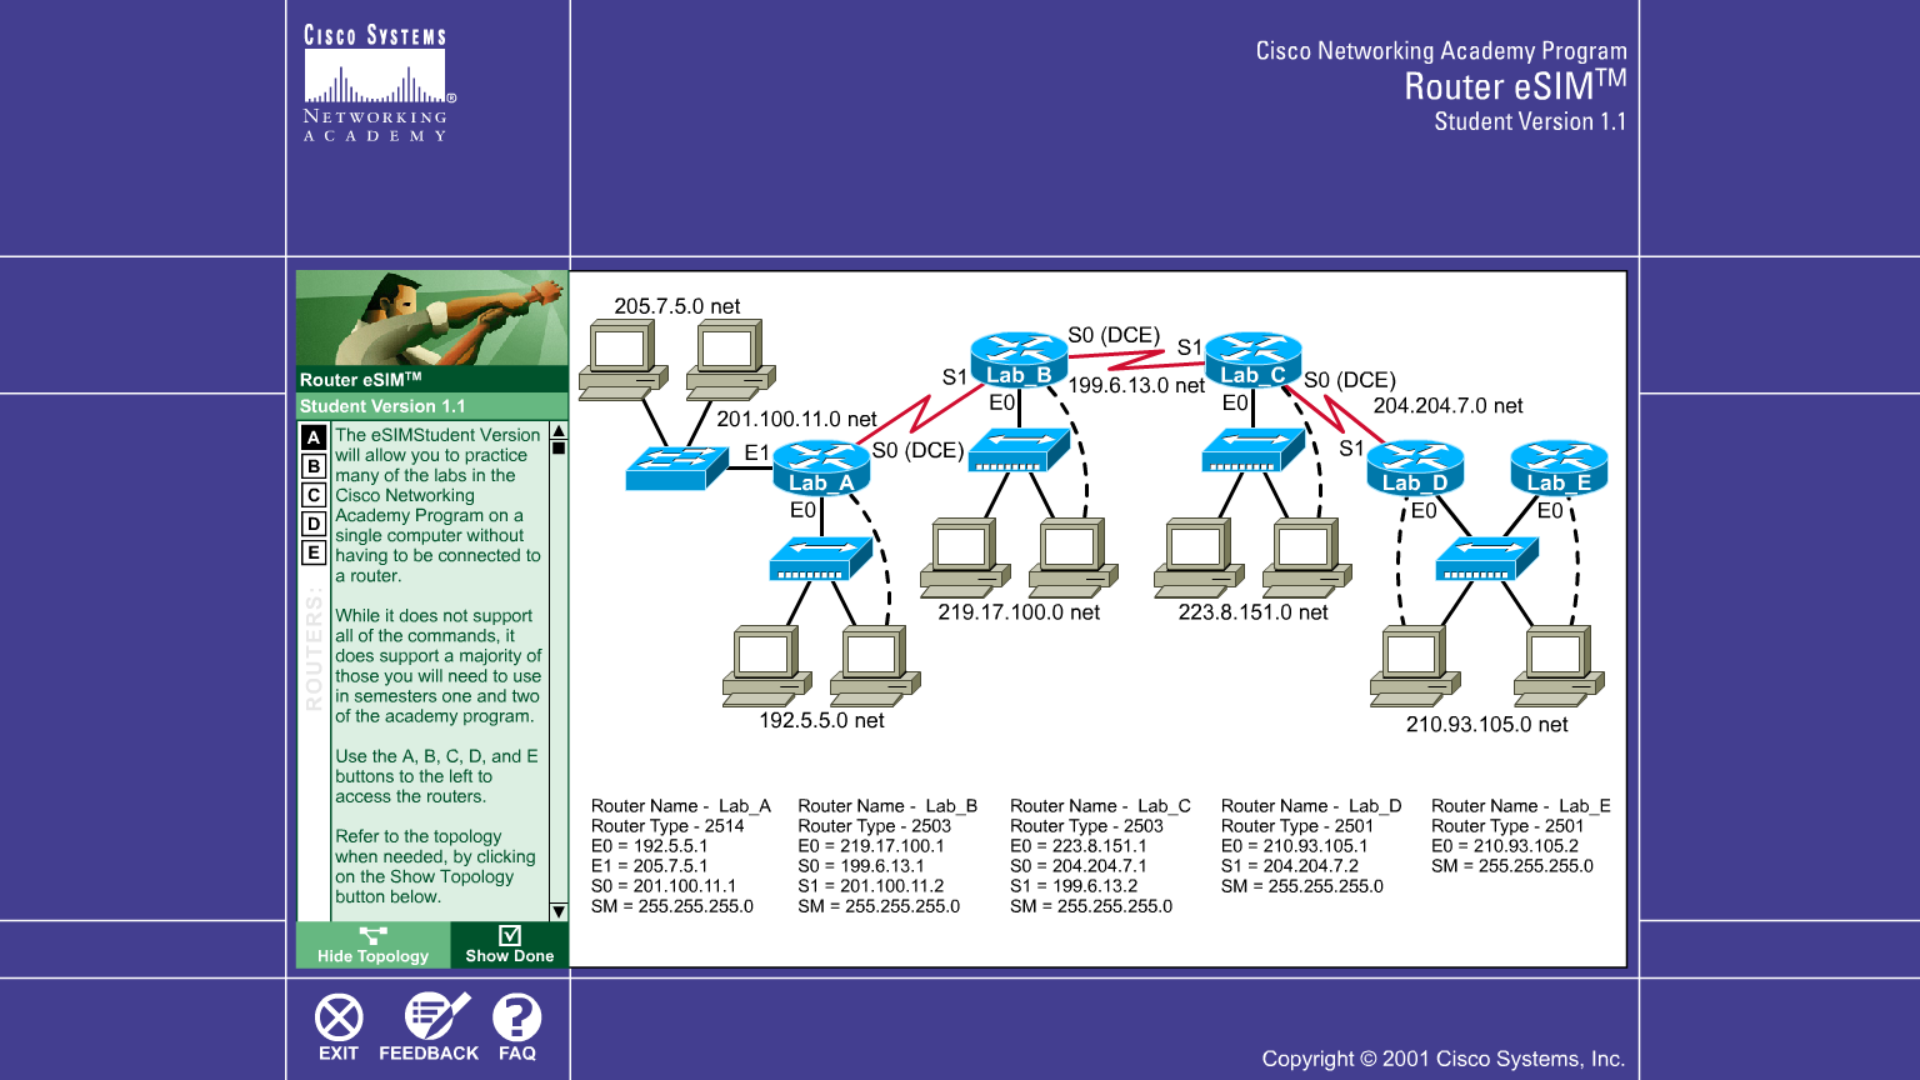 CISCO SYSTEMS
®
NETWORKING
ACADEMY
Cisco Networking Academy Program
Router eSIM™
Student Version 1.1
Router eSIM™
Student Version 1.1
A
B
C
D
E
ROUTERS:
The eSIMStudent Version
will allow you to practice
many of the labs in the
Cisco Networking
Academy Program on a
single computer without
having to be connected to
a router.
While it does not support
all of the commands, it
does support a majority of
those you will need to use
in semesters one and two
of the academy program.
Use the A, B, C, D, and E
buttons to the left to
access the routers.
Refer to the topology
when needed, by clicking
on the Show Topology
button below.
Hide Topology
Show Done
205.7.5.0 net
S0 (DCE)
S1
Lab_B
Lab_C
S1
199.6.13.0 net
S0 (DCE)
E0
E0
204.204.7.0 net
201.100.11.0 net
E1
S0 (DCE)
S1
Lab_A
Lab_D
Lab_E
E0
E0
E0
219.17.100.0 net
223.8.151.0 net
192.5.5.0 net
210.93.105.0 net
Router Name - Lab_A
Router Type - 2514
E0 = 192.5.5.1
E1 = 205.7.5.1
S0 = 201.100.11.1
SM = 255.255.255.0
Router Name - Lab_B
Router Type - 2503
E0 = 219.17.100.1
S0 = 199.6.13.1
S1 = 201.100.11.2
SM = 255.255.255.0
Router Name - Lab_C
Router Type - 2503
E0 = 223.8.151.1
S0 = 204.204.7.1
S1 = 199.6.13.2
SM = 255.255.255.0
Router Name - Lab_D
Router Type - 2501
E0 = 210.93.105.1
S1 = 204.204.7.2
SM = 255.255.255.0
Router Name - Lab_E
Router Type - 2501
E0 = 210.93.105.2
SM = 255.255.255.0
EXIT
FEEDBACK
?
FAQ
Copyright © 2001 Cisco Systems, Inc.